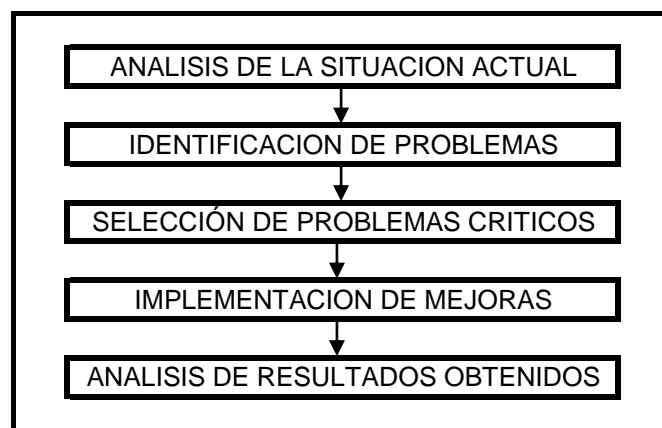 ANALISIS DE LA SITUACION ACTUAL
IDENTIFICACION DE PROBLEMAS
SELECCIÓN DE PROBLEMAS CRITICOS
IMPLEMENTACION DE MEJORAS
ANALISIS DE RESULTADOS OBTENIDOS